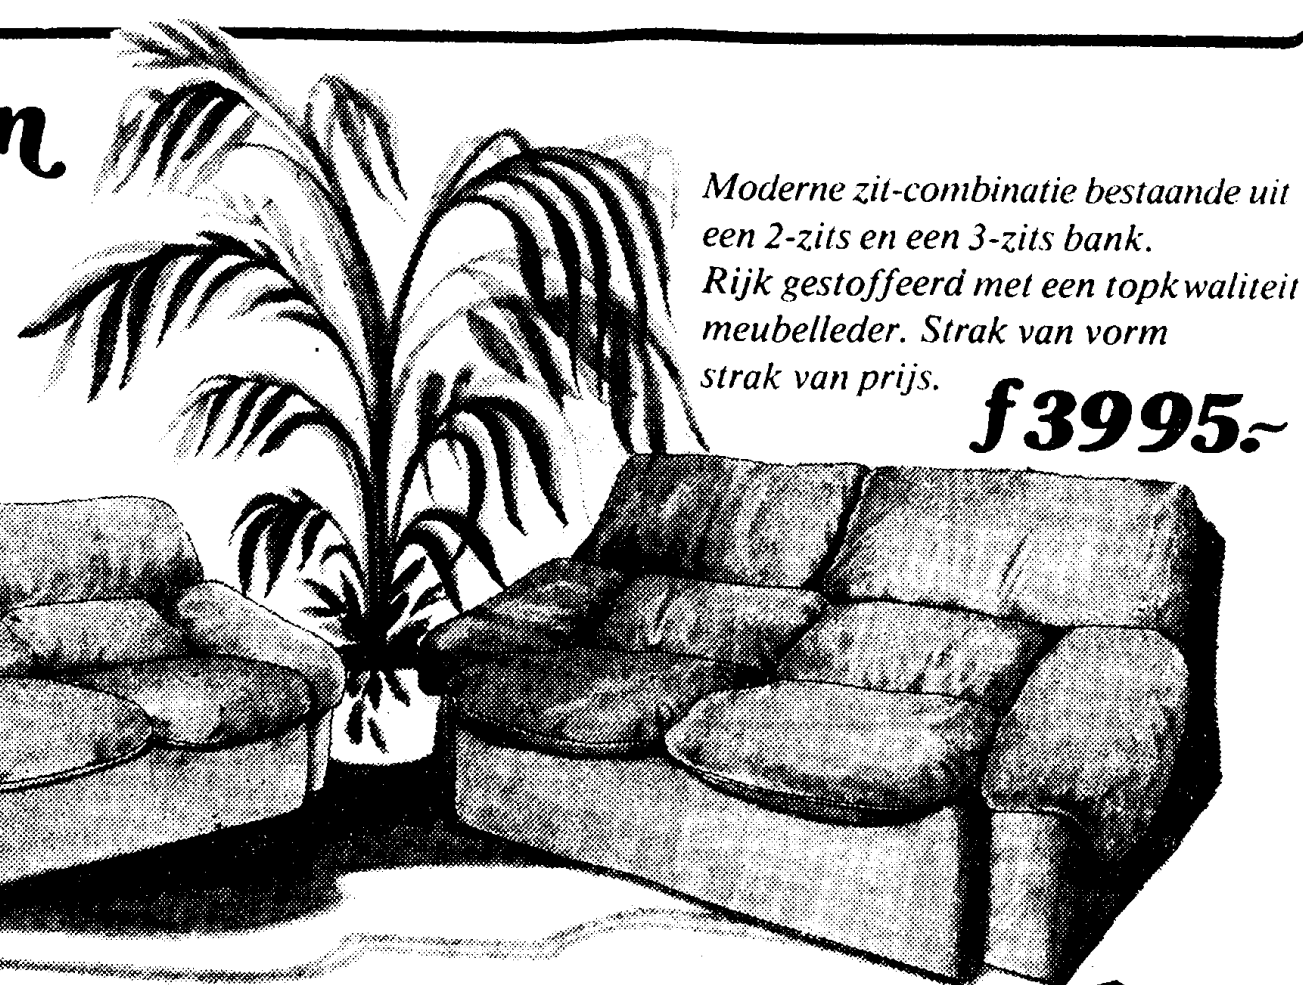 Moderne zit-combinatie bestaande uit
een 2-zits en een 3-zits bank.
Rijk gestoffeerd met een topkwaliteit
meubelleder. Strak van vorm
strak van prijs.
f 3995.-